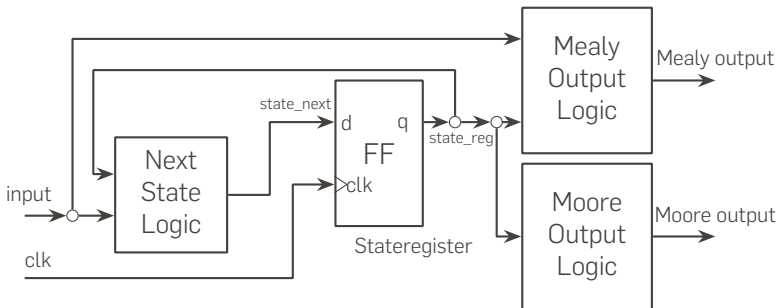 Mealy
Output
Logic
Mealy output
state_next
d
q
FF
clk
state_reg
Next
State
Logic
input
clk
Stateregister
Moore
Output
Logic
Moore output